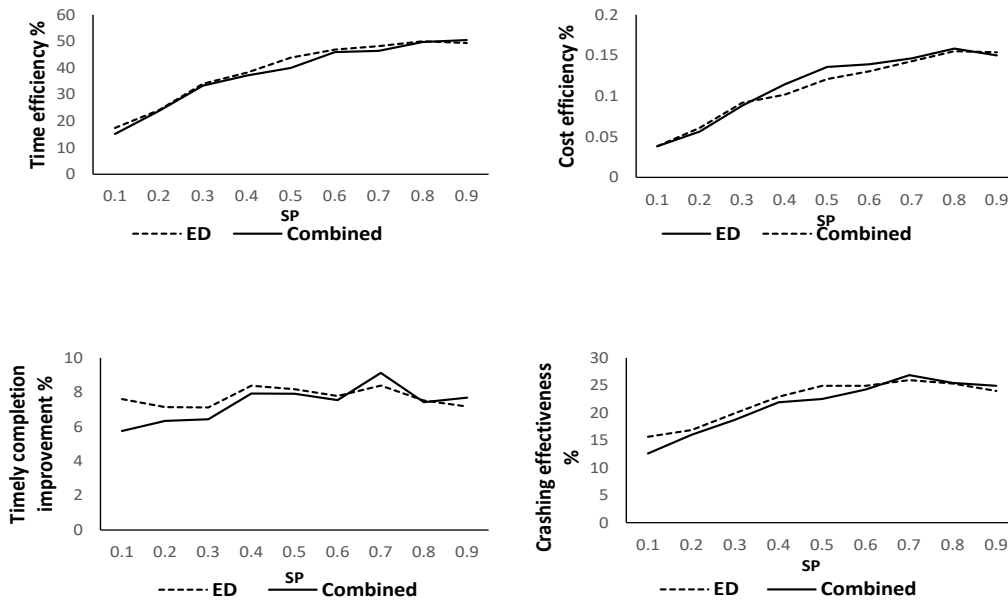 Time efficiency %
60
50
40
30
20
10
0
0.1 0.2 0.3 0.4 0.5 0.6 0.7 0.8 0.9
SP
ED Combined
Cost efficiency %
0.2
0.15
0.1
0.05
0
0.1 0.2 0.3 0.4 0.5 0.6 0.7 0.8 0.9
SP
ED Combined
Timely completion
improvement %
10
8
6
4
2
0
0.1 0.2 0.3 0.4 0.5 0.6 0.7 0.8 0.9
SP
ED Combined
Crashing effectiveness
%
30
25
20
15
10
5
0
0.1 0.2 0.3 0.4 0.5 0.6 0.7 0.8 0.9
SP
ED Combined